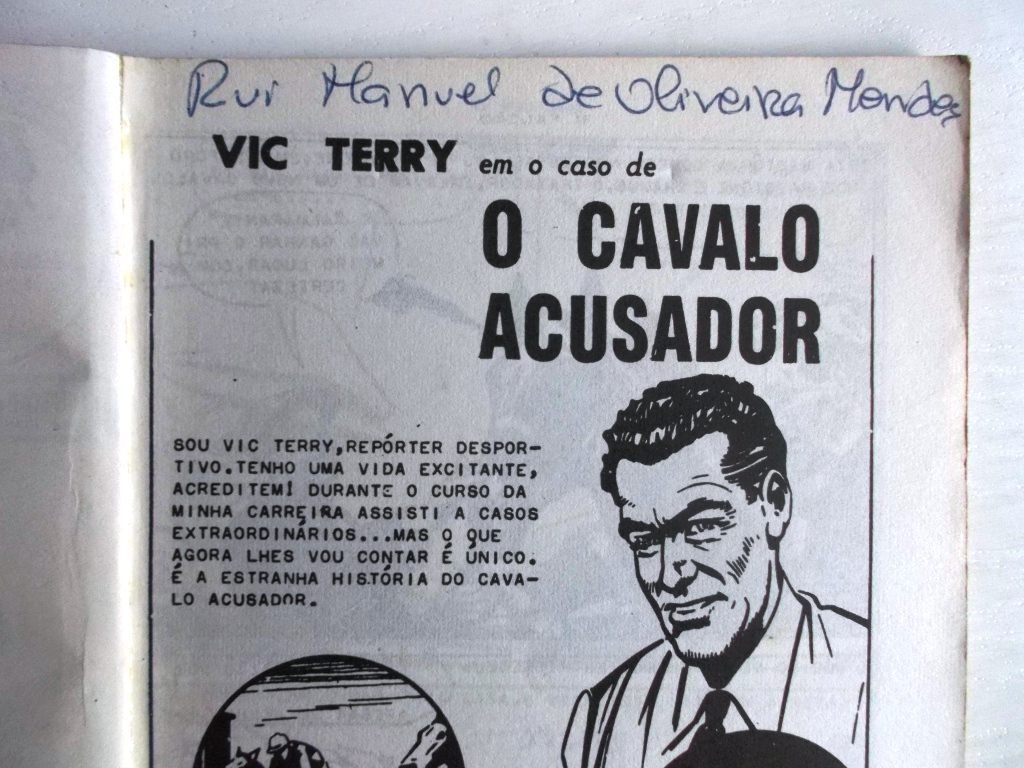 Rui Manuel de Oliveira Mendes
VIC TERRY em o caso de
O CAVALO
ACUSADOR
SOU VIC TERRY,REPÓRTER DESPOR-
TIVO.TENHO UMA VIDA EXCITANTE,
ACREDITEM! DURANTE O CURSO DA
MINHA CARREIRA ASSISTI A CASOS
EXTRAORDINÁRIOS...MAS O QUE
AGORA LHES VOU CONTAR É ÚNICO.
É A ESTRANHA HISTÓRIA DO CAVA-
LO ACUSADOR.